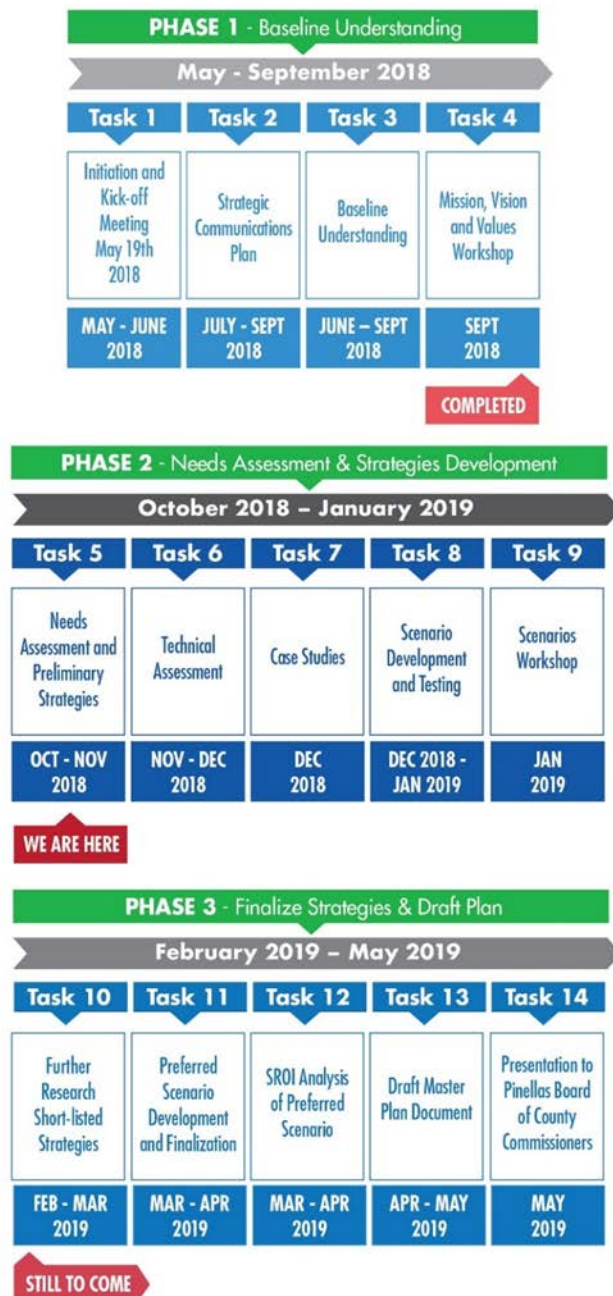 PHASE 1 - Baseline Understanding
May - September 2018
Task 1
Task 2
Task 3
Task 4
Initiation and
Kick-off
Meeting
May 19th
2018
Strategic
Communications
Plan
Baseline
Understanding
Mission, Vision
and Values
Workshop
MAY - JUNE
2018
JULY - SEPT
2018
JUNE – SEPT
2018
SEPT
2018
COMPLETED
PHASE 2 - Needs Assessment & Strategies Development
October 2018 – January 2019
Task 5
Task 6
Task 7
Task 8
Task 9
Needs
Assessment and
Preliminary
Strategies
Technical
Assessment
Case Studies
Scenario
Development
and Testing
Scenarios
Workshop
OCT - NOV
2018
NOV - DEC
2018
DEC
2018
DEC 2018 -
JAN 2019
JAN
2019
WE ARE HERE
PHASE 3 - Finalize Strategies & Draft Plan
February 2019 – May 2019
Task 10
Task 11
Task 12
Task 13
Task 14
Further
Research
Short-listed
Strategies
Preferred
Scenario
Development
and Finalization
SROI Analysis
of Preferred
Scenario
Draft Master
Plan Document
Presentation to
Pinellas Board
of County
Commissioners
FEB - MAR
2019
MAR - APR
2019
MAR - APR
2019
APR - MAY
2019
MAY
2019
STILL TO COME